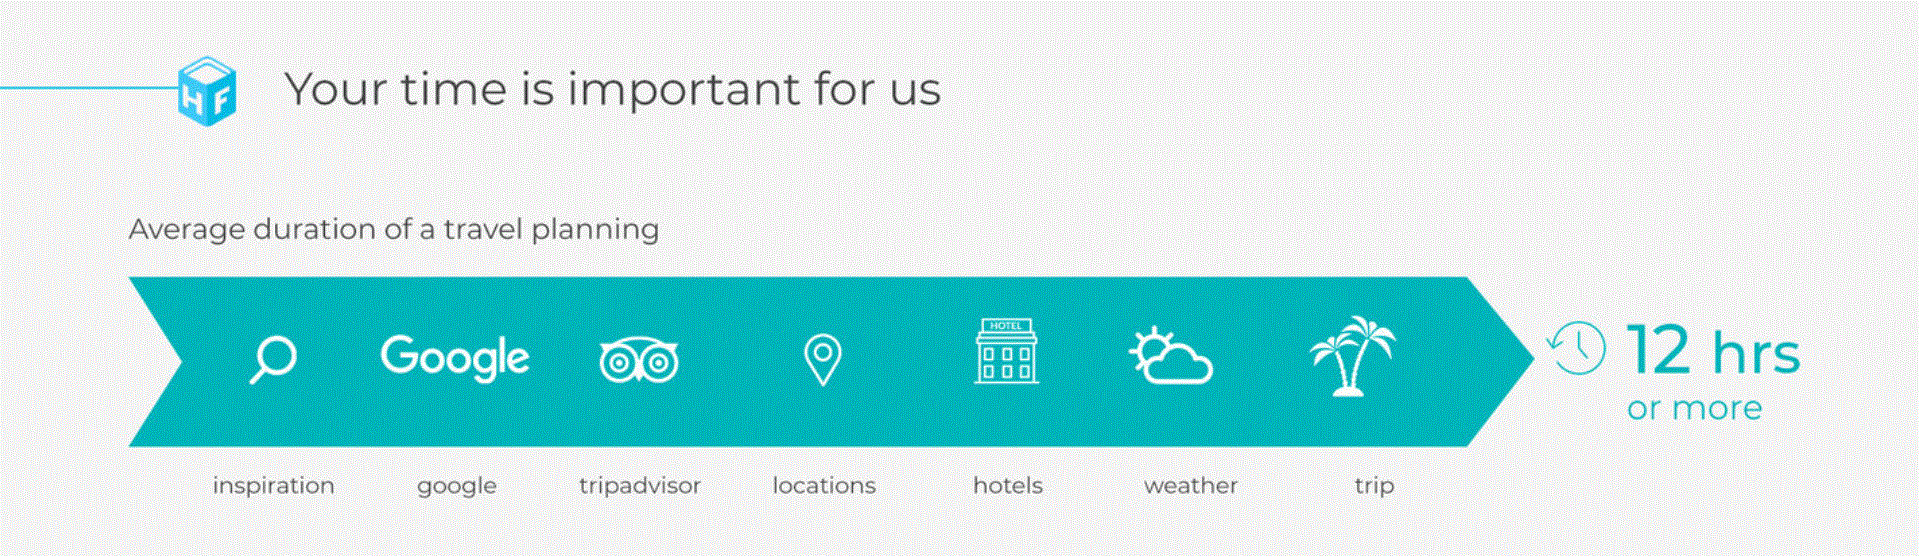 HF
Your time is important for us
Average duration of a travel planning
Google
HOTEL
12 hrs
or more
inspiration
google
tripadvisor
locations
hotels
weather
trip